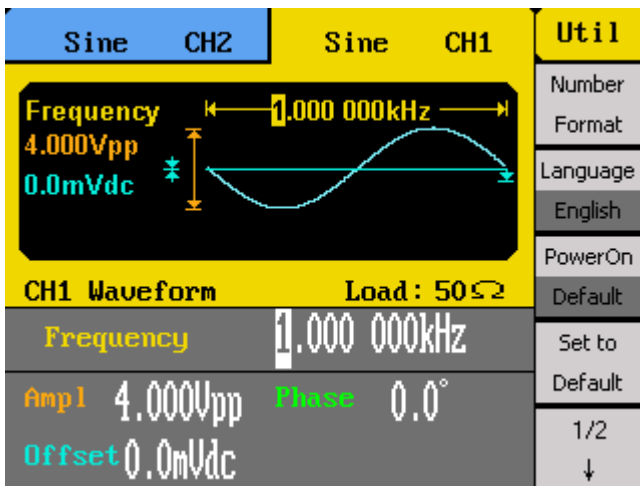 Sine CH2 Sine CH1
Frequency 1.000 000kHz
4.000Vpp
0.0mVdc
CH1 Waveform Load: 50Ω
Frequency 1.000 000kHz
Ampl 4.000Vpp Phase 0.0°
Offset 0.0mVdc
Util
Number
Format
Language
English
PowerOn
Default
Set to
Default
1/2
↓